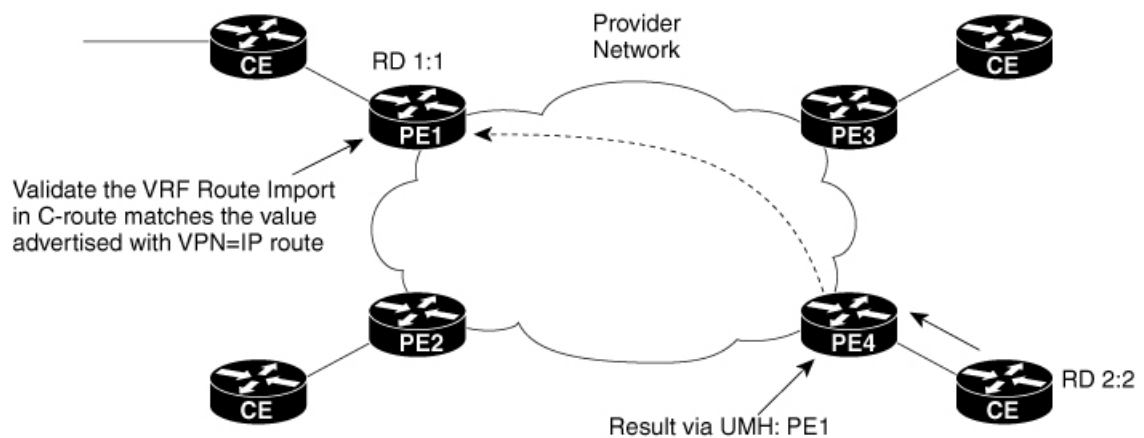 Provider
Network
CE
CE
RD 1:1
PE1
PE3
Validate the VRF Route Import
in C-route matches the value
advertised with VPN=IP route
PE2
PE4
CE
CE
RD 2:2
Result via UMH: PE1